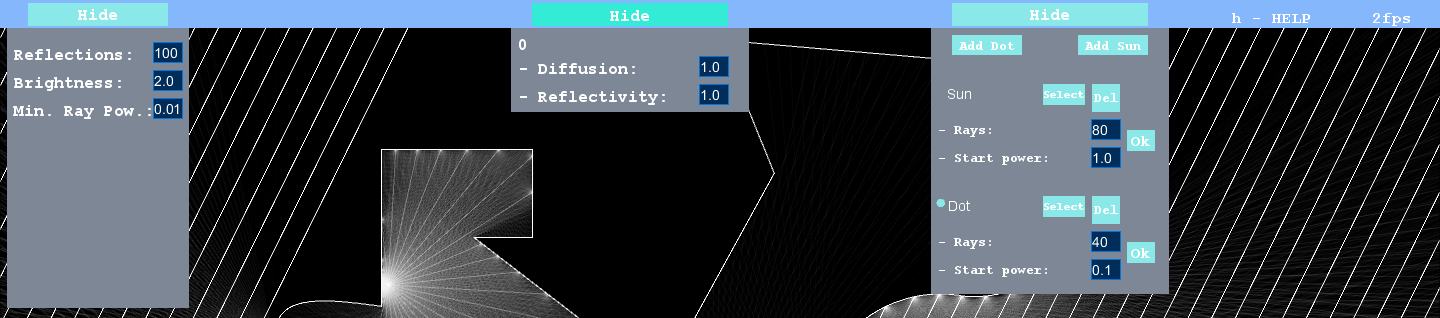 Hide
Reflections: 100
Brightness: 2.0
Min. Ray Pow.: 0.01
Hide
0
- Diffusion: 1.0
- Reflectivity: 1.0
Hide
h - HELP 2fps
Add Dot Add Sun
Sun Select Del
- Rays: 80
Ok
- Start power: 1.0
Dot Select Del
- Rays: 40
Ok
- Start power: 0.1